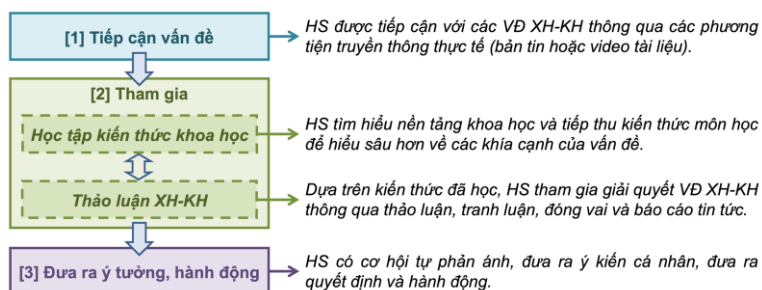 [1] Tiếp cận vấn đề
HS được tiếp cận với các VĐ XH-KH thông qua các phương
tiện truyền thông thực tế (bản tin hoặc video tài liệu).
[2] Tham gia
Học tập kiến thức khoa học
HS tìm hiểu nền tảng khoa học và tiếp thu kiến thức môn học
để hiểu sâu hơn về các khía cạnh của vấn đề.
Thảo luận XH-KH
Dựa trên kiến thức đã học, HS tham gia giải quyết VĐ XH-KH
thông qua thảo luận, tranh luận, đóng vai và báo cáo tin tức.
[3] Đưa ra ý tưởng, hành động
HS có cơ hội tự phản ánh, đưa ra ý kiến cá nhân, đưa ra
quyết định và hành động.